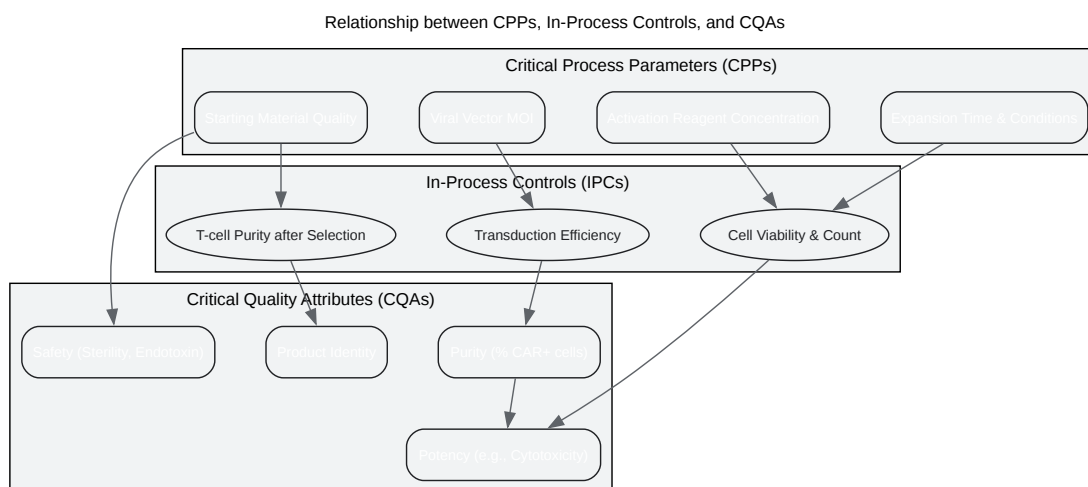 Relationship between CPPs, In-Process Controls, and CQAs
Critical Process Parameters (CPPs)
Starting Material Quality
Viral Vector MOI
Activation Reagent Concentration
Expansion Time & Conditions
In-Process Controls (IPCs)
T-cell Purity after Selection
Transduction Efficiency
Cell Viability & Count
Critical Quality Attributes (CQAs)
Safety (Sterility, Endotoxin)
Product Identity
Purity (% CAR+ cells)
Potency (e.g., Cytotoxicity)